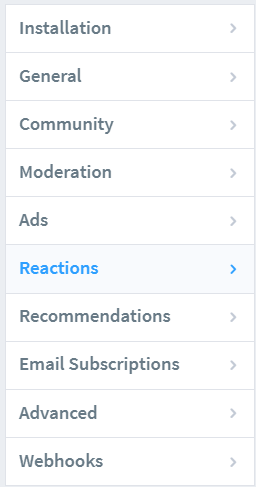 Installation
General
Community
Moderation
Ads
Reactions
Recommendations
Email Subscriptions
Advanced
Webhooks